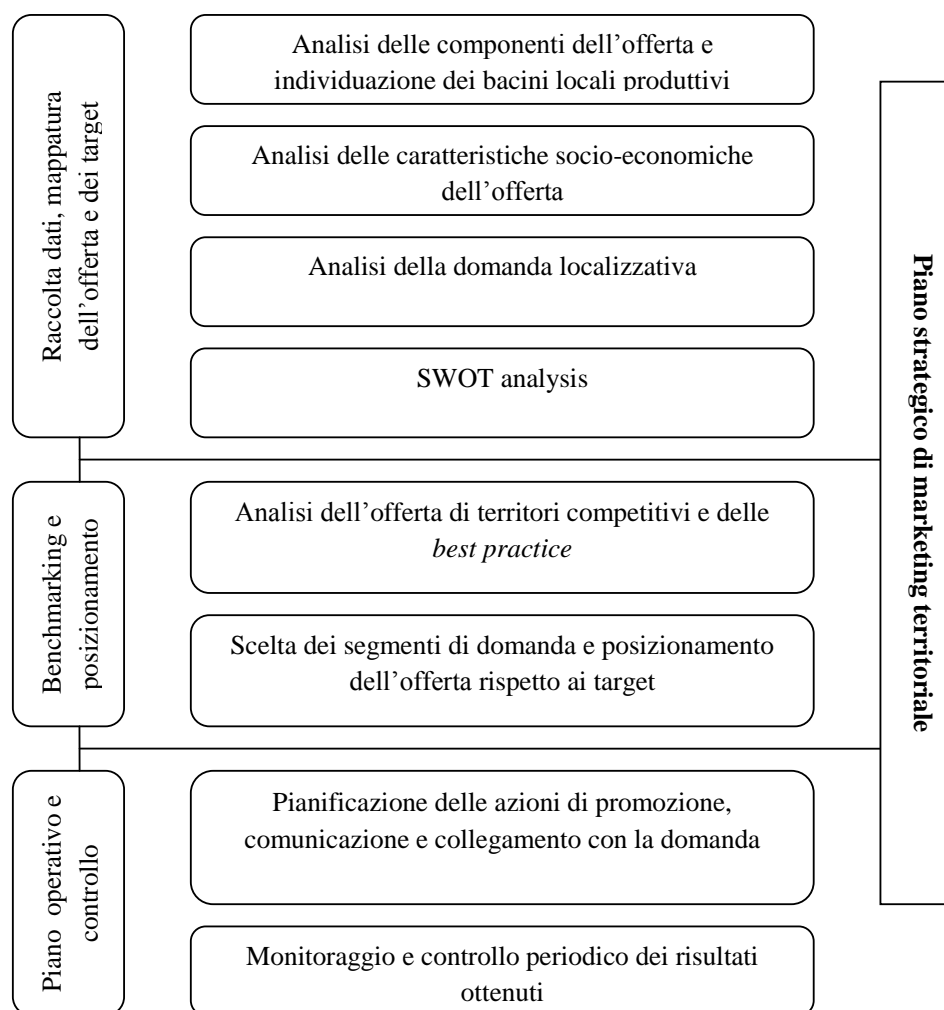 Raccolta dati, mappatura
dell’offerta e dei target
Analisi delle componenti dell’offerta e
individuazione dei bacini locali produttivi
Analisi delle caratteristiche socio-economiche
dell’offerta
Analisi della domanda localizzativa
SWOT analysis
Benchmarking e
posizionamento
Analisi dell’offerta di territori competitivi e delle
best practice
Scelta dei segmenti di domanda e posizionamento
dell’offerta rispetto ai target
Piano operativo e
controllo
Pianificazione delle azioni di promozione,
comunicazione e collegamento con la domanda
Monitoraggio e controllo periodico dei risultati
ottenuti
Piano strategico di marketing territoriale